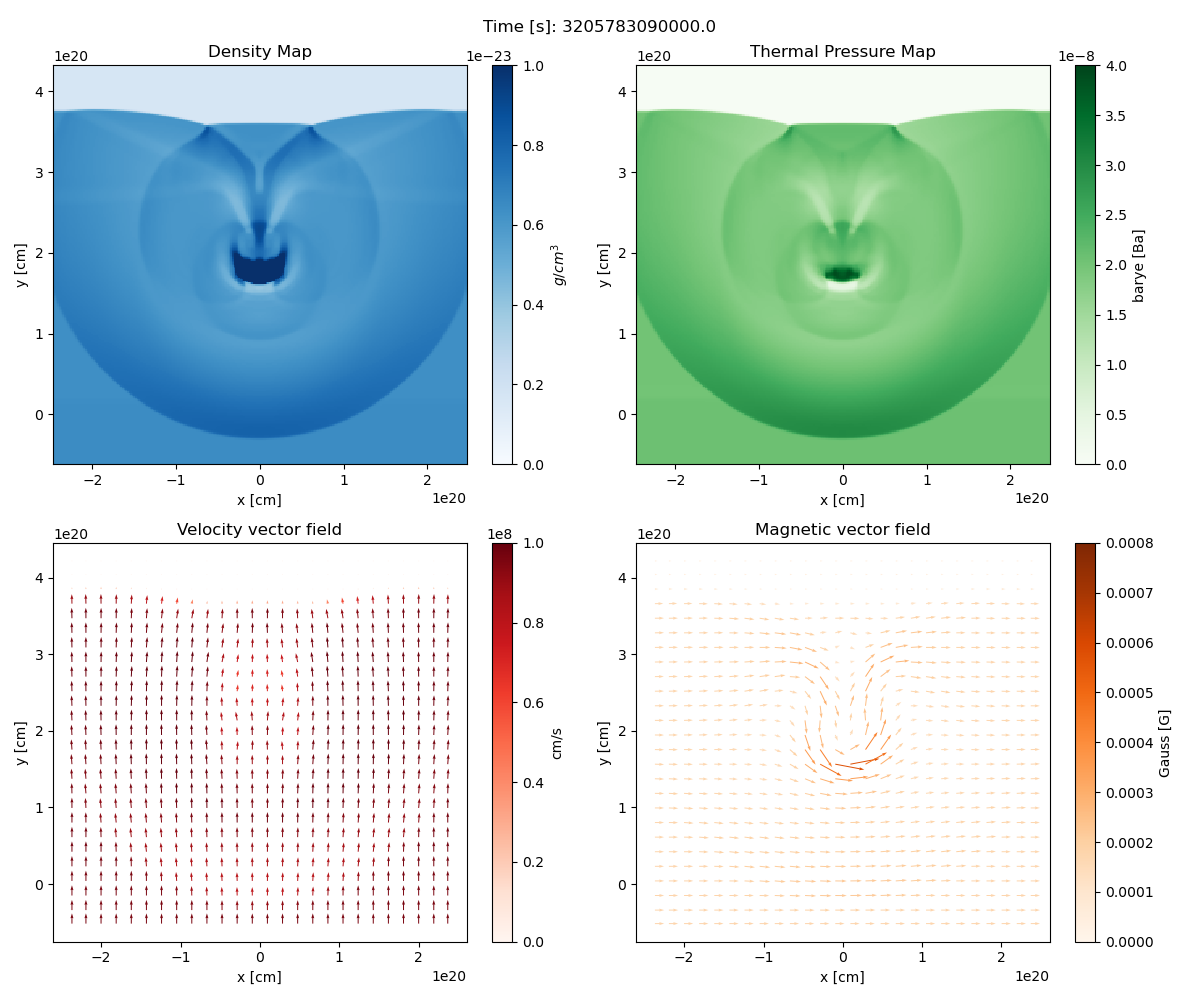 Time [s]: 3205783090000.0
1e20
Density Map
1e−23
1e20
Thermal Pressure Map
1e−8
4
3
2
1
0
y [cm]
−2
−1
0
1
2
x [cm]
1e20
1.0
0.8
0.6
0.4
0.2
0.0
g/cm³
4
3
2
1
0
y [cm]
−2
−1
0
1
2
x [cm]
1e20
4.0
3.5
3.0
2.5
2.0
1.5
1.0
0.5
0.0
barye [Ba]
1e20
Velocity vector field
1e8
1e20
Magnetic vector field
4
3
2
1
0
y [cm]
−2
−1
0
1
2
x [cm]
1e20
1.0
0.8
0.6
0.4
0.2
0.0
cm/s
4
3
2
1
0
y [cm]
−2
−1
0
1
2
x [cm]
1e20
0.0008
0.0007
0.0006
0.0005
0.0004
0.0003
0.0002
0.0001
0.0000
Gauss [G]